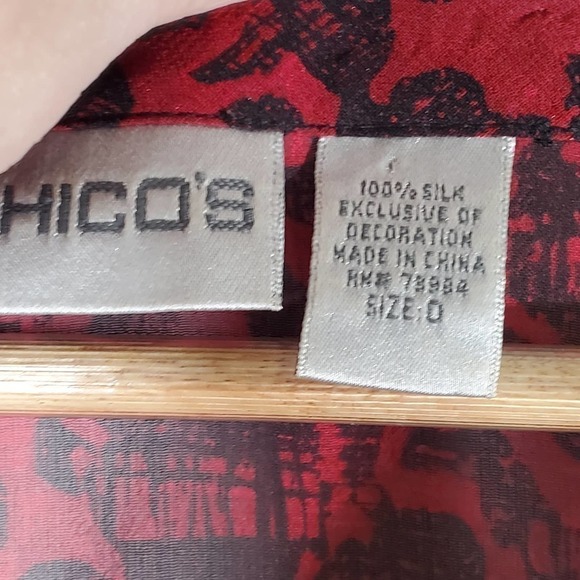 HICO'S
100% SILK
EXCLUSIVE OF
DECORATION
MADE IN CHINA
RN# 79984
SIZE: 0